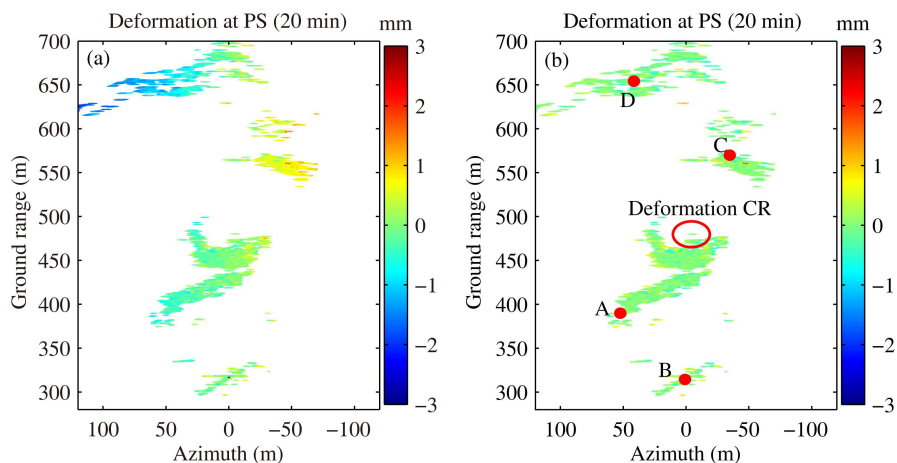 Deformation at PS (20 min)
mm
(a)
700
650
600
550
500
450
400
350
300
Ground range (m)
100
50
0
−50
−100
Azimuth (m)
3
2
1
0
−1
−2
−3
Deformation at PS (20 min)
mm
(b)
700
650
600
550
500
450
400
350
300
Ground range (m)
D
C
Deformation CR
A
B
100
50
0
−50
−100
Azimuth (m)
3
2
1
0
−1
−2
−3